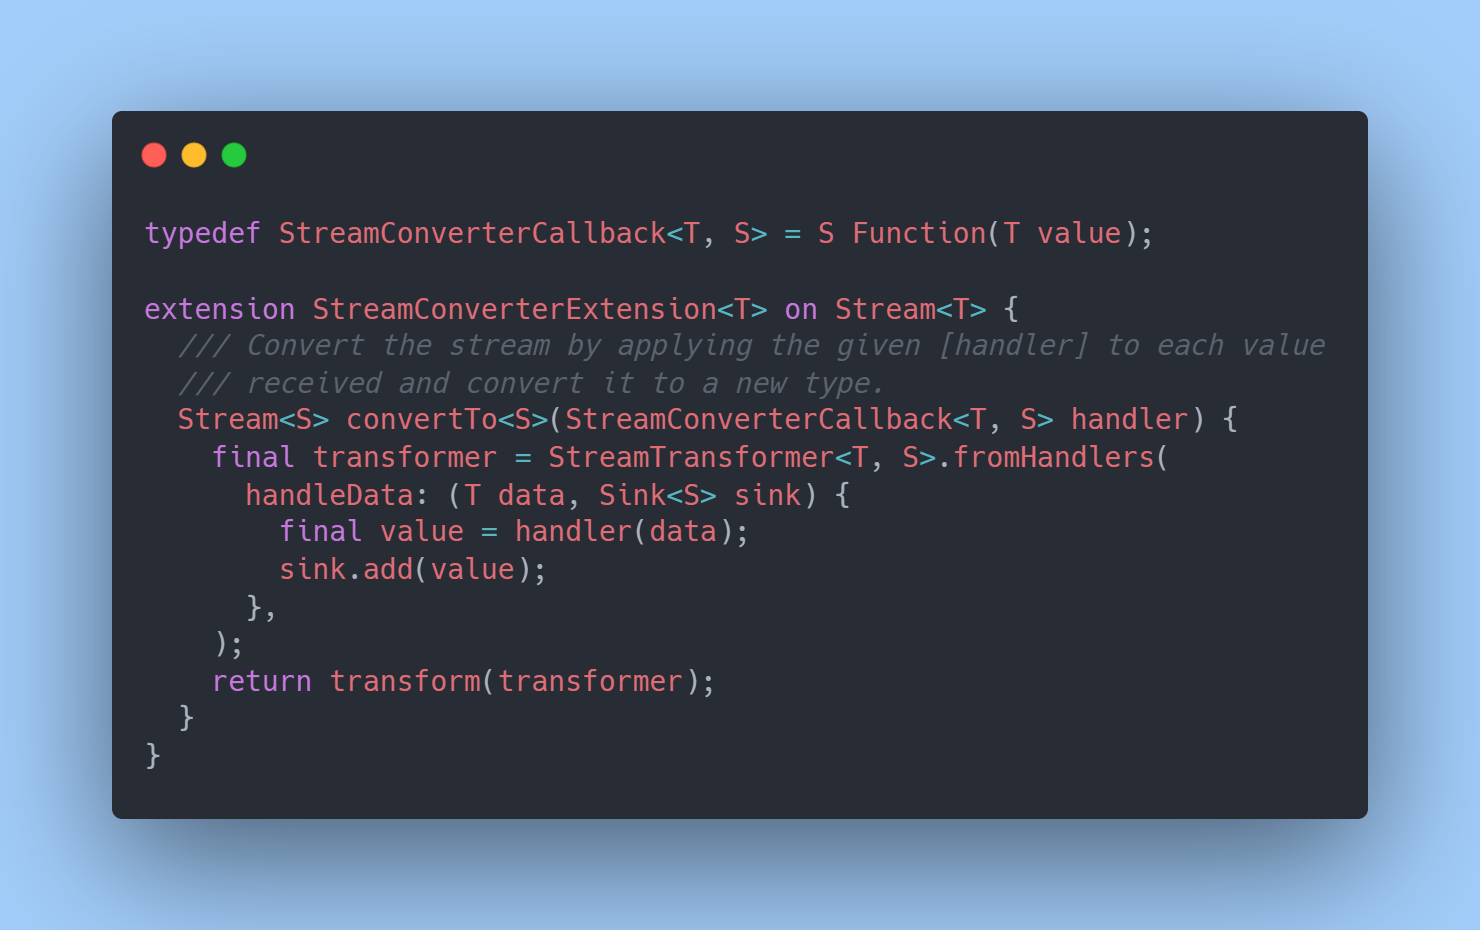 typedef StreamConverterCallback<T, S> = S Function(T value);

extension StreamConverterExtension<T> on Stream<T> {
  /// Convert the stream by applying the given [handler] to each value
  /// received and convert it to a new type.
  Stream<S> convertTo<S>(StreamConverterCallback<T, S> handler) {
    final transformer = StreamTransformer<T, S>.fromHandlers(
      handleData: (T data, Sink<S> sink) {
        final value = handler(data);
        sink.add(value);
      },
    );
    return transform(transformer);
  }
}